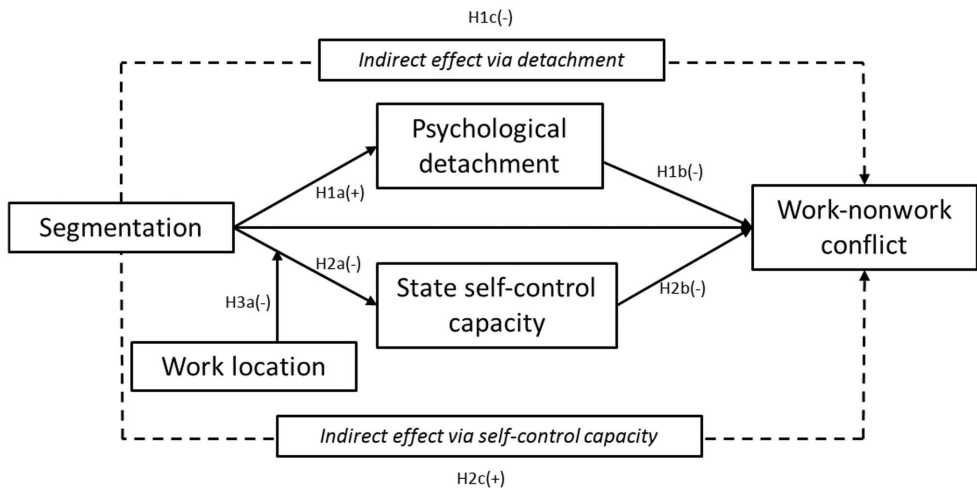 H1c(-)
Indirect effect via detachment
Psychological
detachment
H1a(+)
H1b(-)
Segmentation
Work-nonwork
conflict
H2a(-)
State self-control
capacity
H2b(-)
H3a(-)
Work location
Indirect effect via self-control capacity
H2c(+)